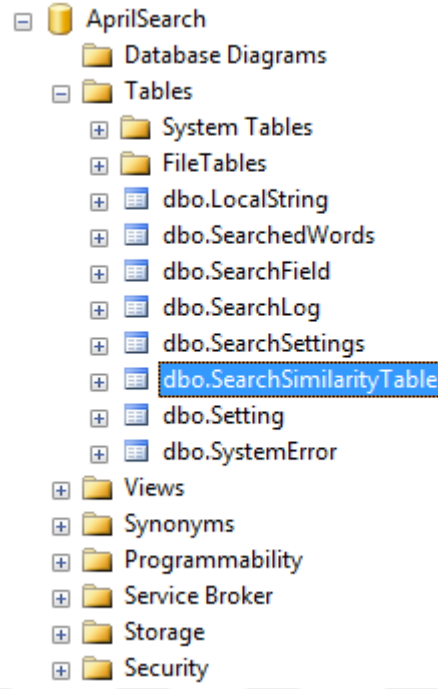 AprilSearch
Database Diagrams
Tables
System Tables
FileTables
dbo.LocalString
dbo.SearchedWords
dbo.SearchField
dbo.SearchLog
dbo.SearchSettings
dbo.SearchSimilarityTable
dbo.Setting
dbo.SystemError
Views
Synonyms
Programmability
Service Broker
Storage
Security